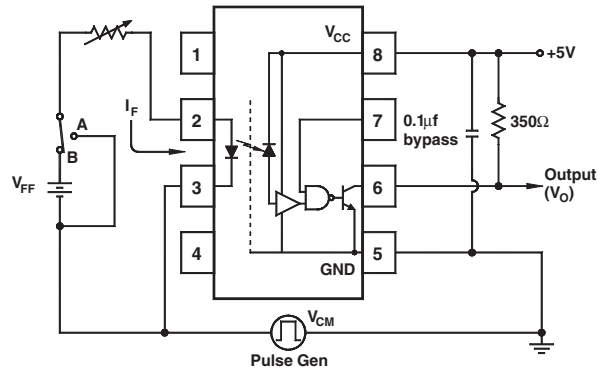 1
2
3
4
V_CC
8
7
6
5
GND
I_F
A
B
V_FF
+5V
0.1µf
bypass
350Ω
Output
(V_O)
V_CM
Pulse Gen